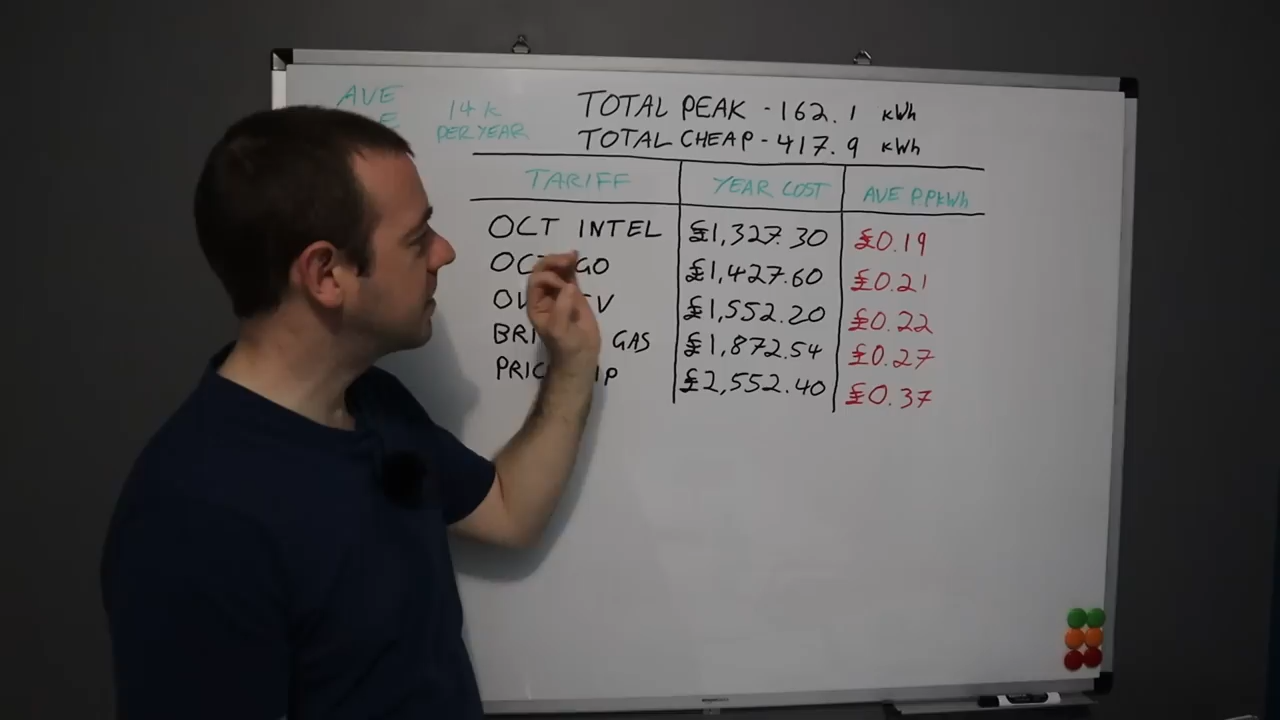 AVE
E
14k
PER YEAR
TOTAL PEAK - 162.1 kWh
TOTAL CHEAP - 417.9 kWh
TARIFF YEAR COST AVE P.PKWh
OCT INTEL £1,327.30 £0.19
OCT GO £1,427.60 £0.21
£1,552.20 £0.22
GAS £1,872.54 £0.27
£2,552.40 £0.37